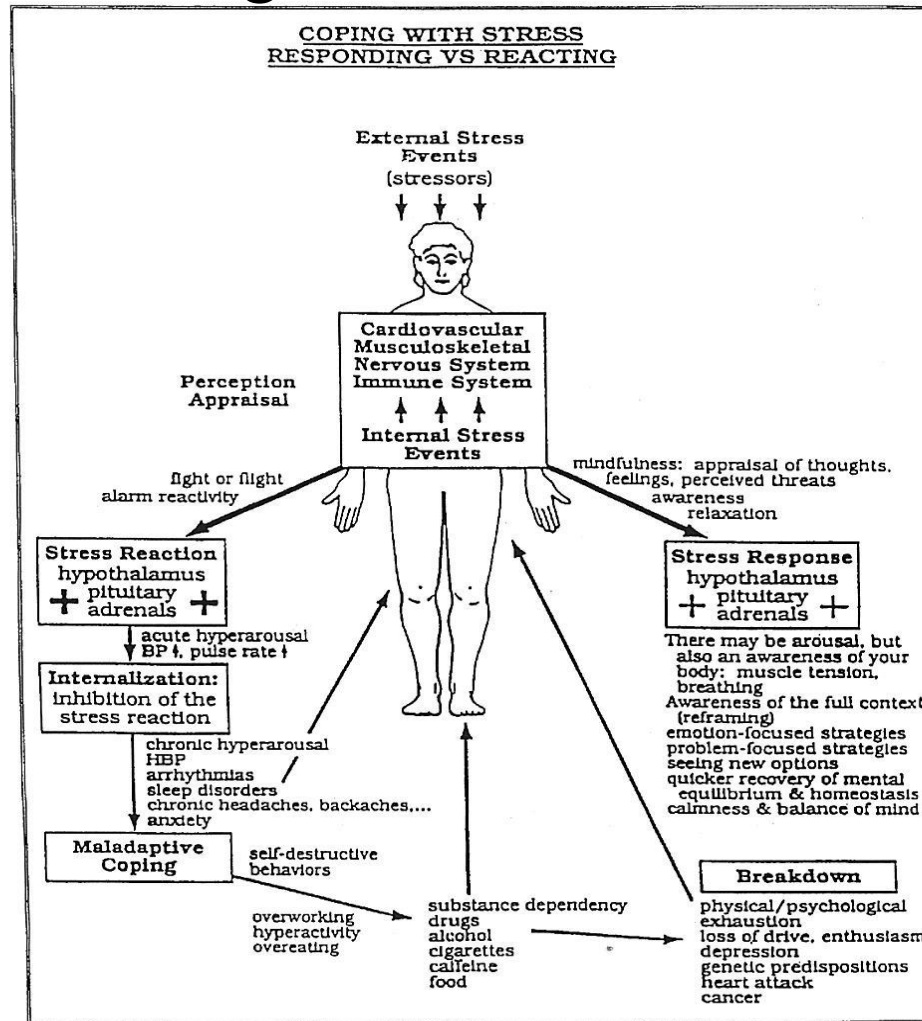 COPING WITH STRESS
RESPONDING VS REACTING
External Stress
Events
(stressors)
Cardiovascular
Musculoskeletal
Nervous System
Immune System
Perception
Appraisal
Internal Stress
Events
fight or flight
alarm reactivity
mindfulness: appraisal of thoughts,
feelings, perceived threats
awareness
relaxation
Stress Reaction
hypothalamus
pituitary
adrenals
+ +
acute hyperarousal
BP↑, pulse rate↑
Internalization:
inhibition of the
stress reaction
chronic hyperarousal
HBP
arrhythmias
sleep disorders
chronic headaches, backaches,...
anxiety
Maladaptive
Coping
self-destructive
behaviors
overworking
hyperactivity
overeating
substance dependency
drugs
alcohol
cigarettes
caffeine
food
Stress Response
hypothalamus
pituitary
adrenals
+ +
There may be arousal, but
also an awareness of your
body: muscle tension,
breathing
Awareness of the full context
(reframing)
emotion-focused strategies
problem-focused strategies
seeing new options
quicker recovery of mental
equilibrium & homeostasis
calmness & balance of mind
Breakdown
physical/psychological
exhaustion
loss of drive, enthusiasm
depression
genetic predispositions
heart attack
cancer